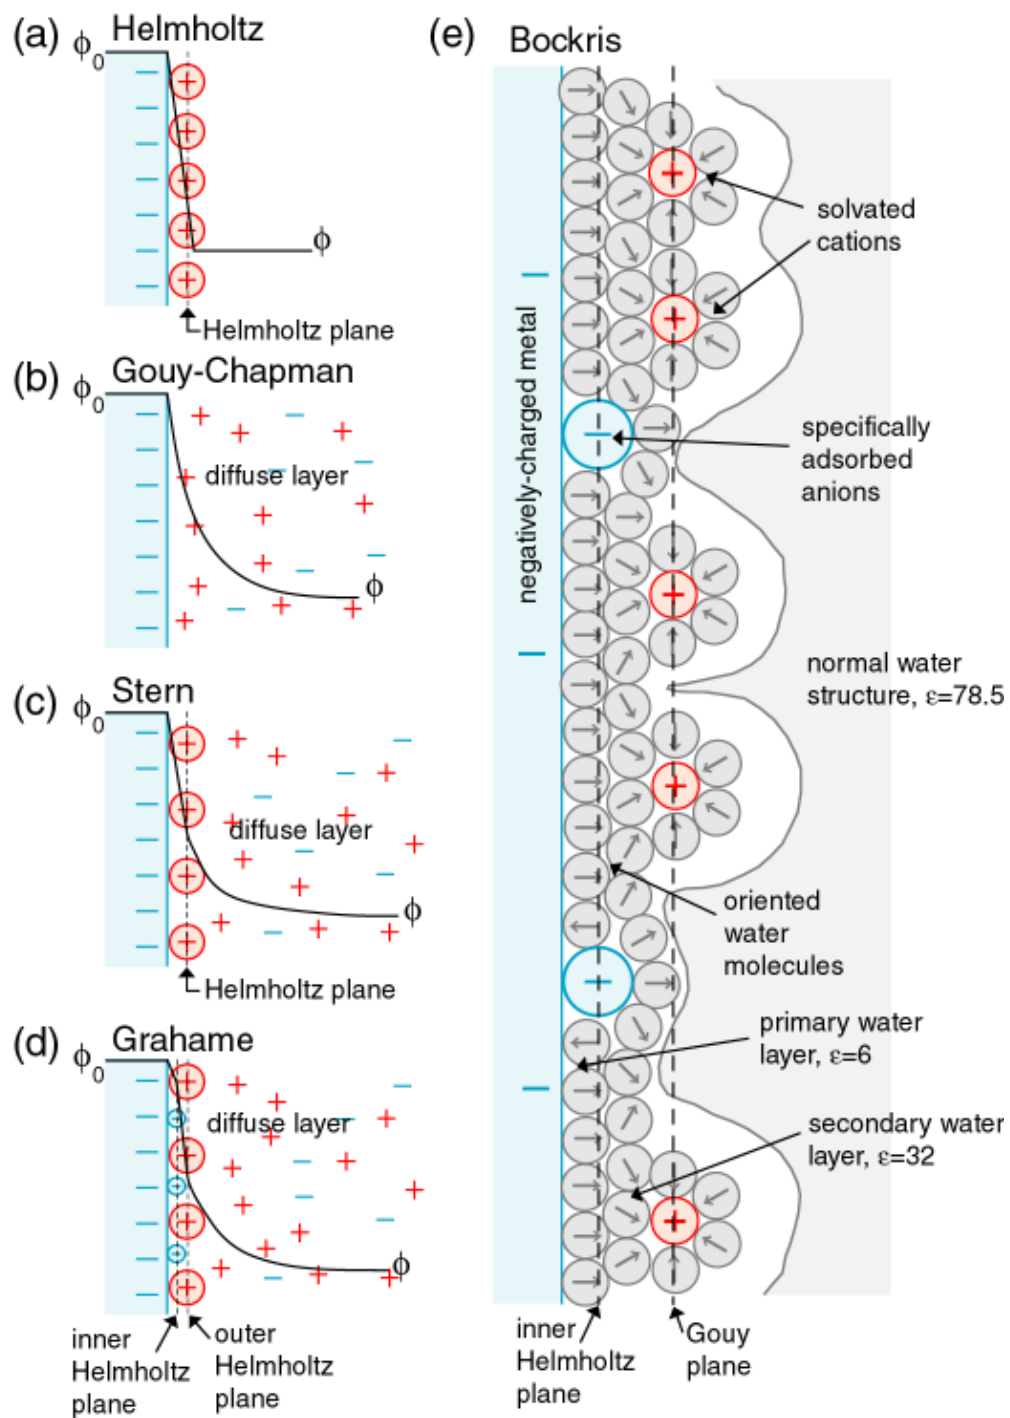 (a) Helmholtz
ϕ0
ϕ
Helmholtz plane
(b) Gouy-Chapman
ϕ0
diffuse layer
ϕ
(c) Stern
ϕ0
diffuse layer
ϕ
Helmholtz plane
(d) Grahame
ϕ0
diffuse layer
ϕ
inner
Helmholtz
plane
outer
Helmholtz
plane
(e) Bockris
negatively-charged metal
solvated
cations
specifically
adsorbed
anions
normal water
structure, ε=78.5
oriented
water
molecules
primary water
layer, ε=6
secondary water
layer, ε=32
inner
Helmholtz
plane
Gouy
plane